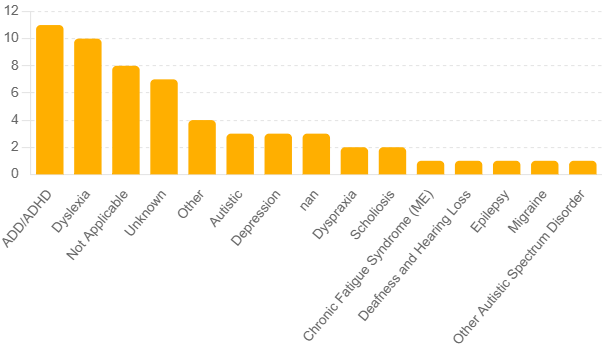 12
10
8
6
4
2
0
ADD/ADHD
Dyslexia
Not Applicable
Unknown
Other
Autistic
Depression
nan
Dyspraxia
Scholiosis
Chronic Fatigue Syndrome (ME)
Deafness and Hearing Loss
Epilepsy
Migraine
Other Autistic Spectrum Disorder